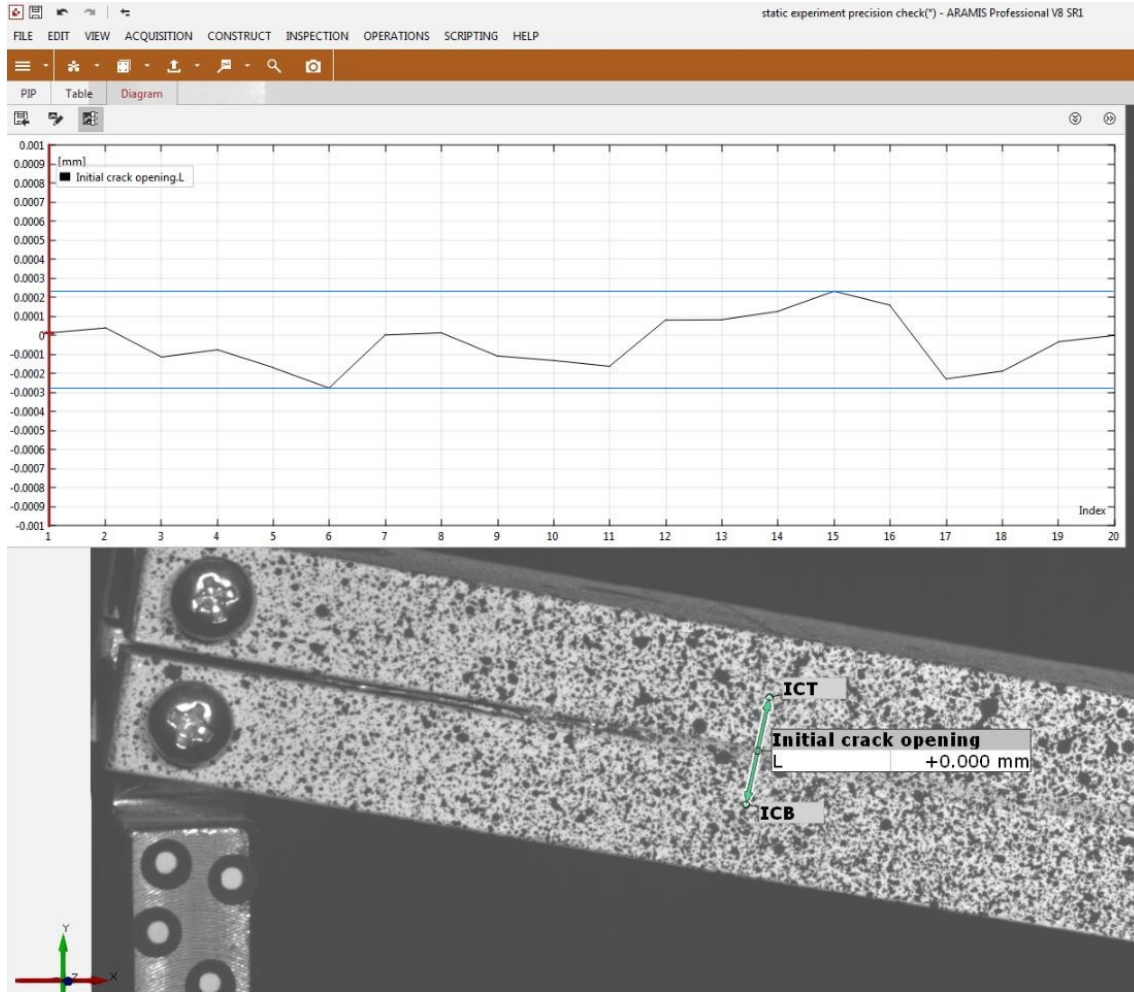 static experiment precision check(*) - ARAMIS Professional V8 SR1
FILE EDIT VIEW ACQUISITION CONSTRUCT INSPECTION OPERATIONS SCRIPTING HELP
PIP Table Diagram
0.001
0.0009 [mm]
Initial crack opening.L
0.0008
0.0007
0.0006
0.0005
0.0004
0.0003
0.0002
0.0001
0
-0.0001
-0.0002
-0.0003
-0.0004
-0.0005
-0.0006
-0.0007
-0.0008
-0.0009 Index
-0.001
1 2 3 4 5 6 7 8 9 10 11 12 13 14 15 16 17 18 19 20
ICT
Initial crack opening
L +0.000 mm
ICB
Y
Z X